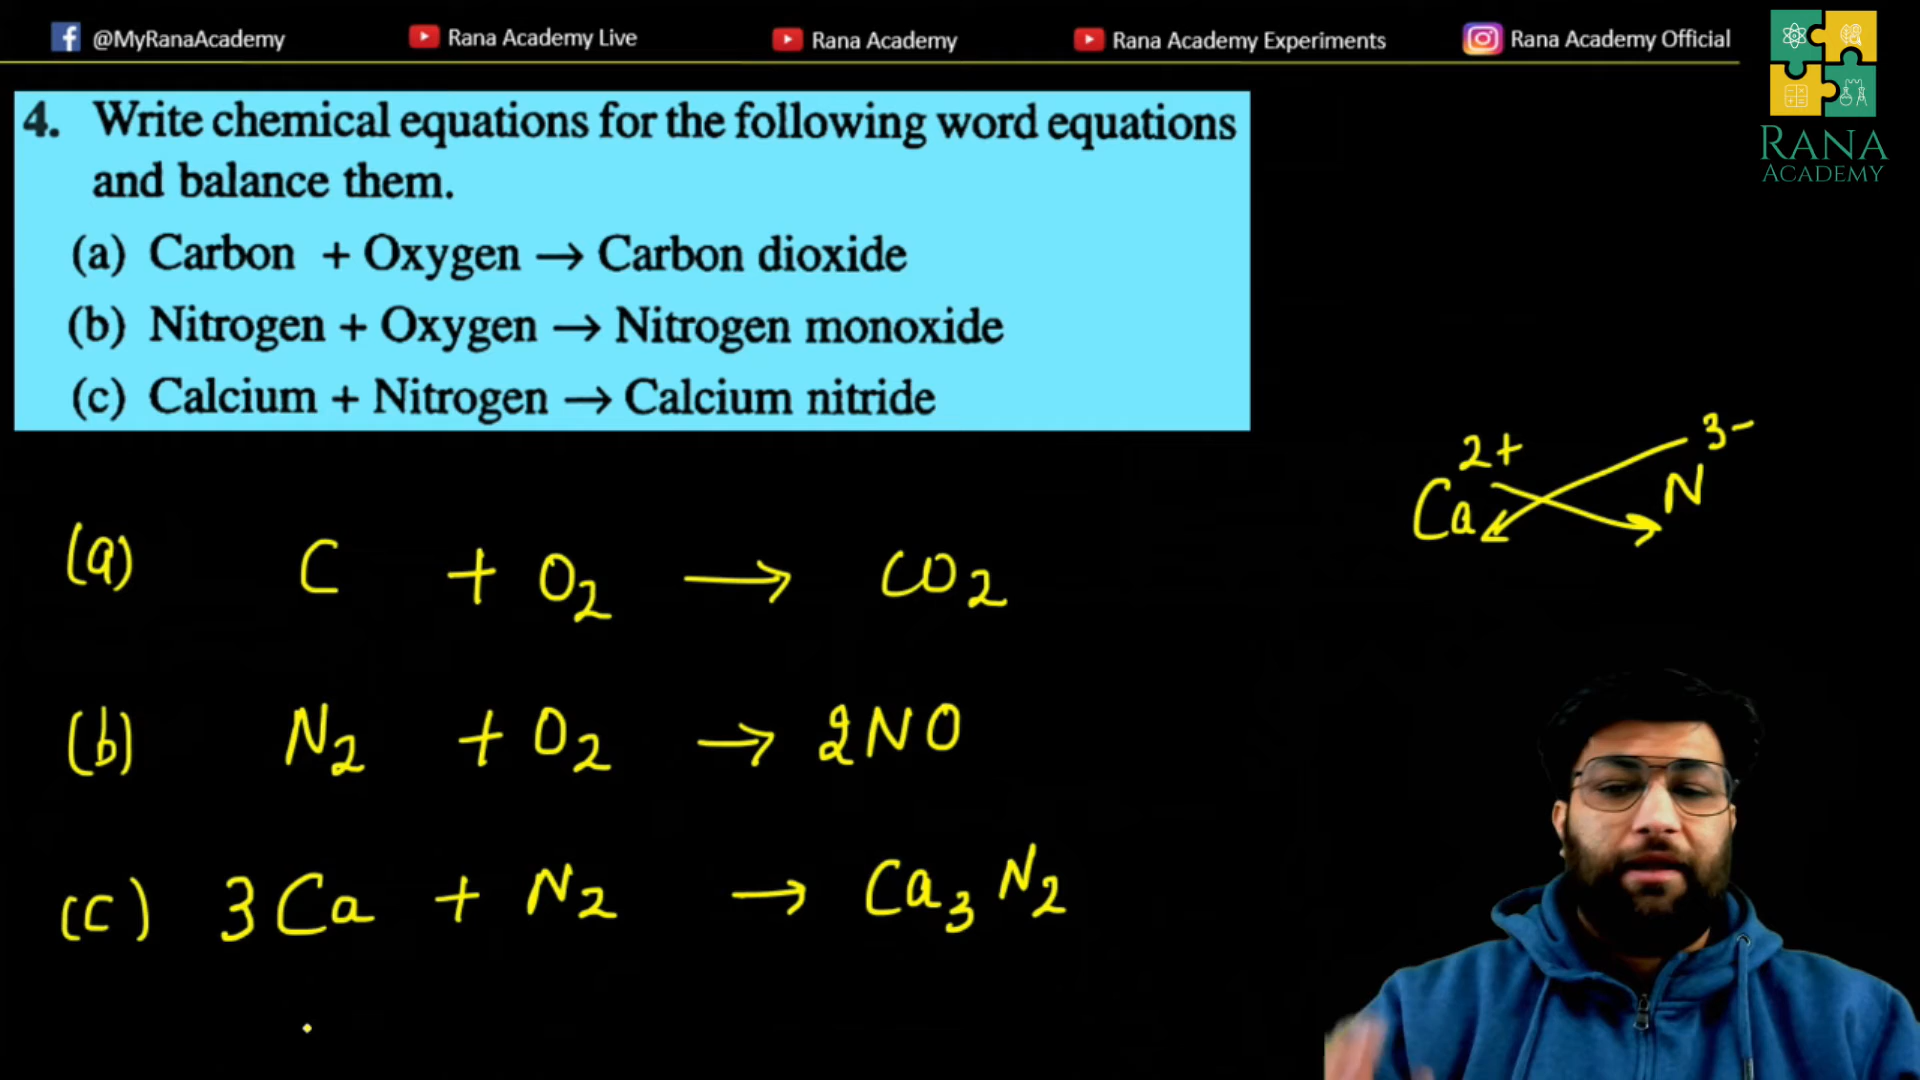 @MyRanaAcademy Rana Academy Live Rana Academy Rana Academy Experiments Rana Academy Official
RANA
ACADEMY
4. Write chemical equations for the following word equations
and balance them.
(a) Carbon + Oxygen → Carbon dioxide
(b) Nitrogen + Oxygen → Nitrogen monoxide
(c) Calcium + Nitrogen → Calcium nitride
2+ 3-
Ca N
(a) C + O2 → CO2
(b) N2 + O2 → 2NO
(c) 3Ca + N2 → Ca3N2